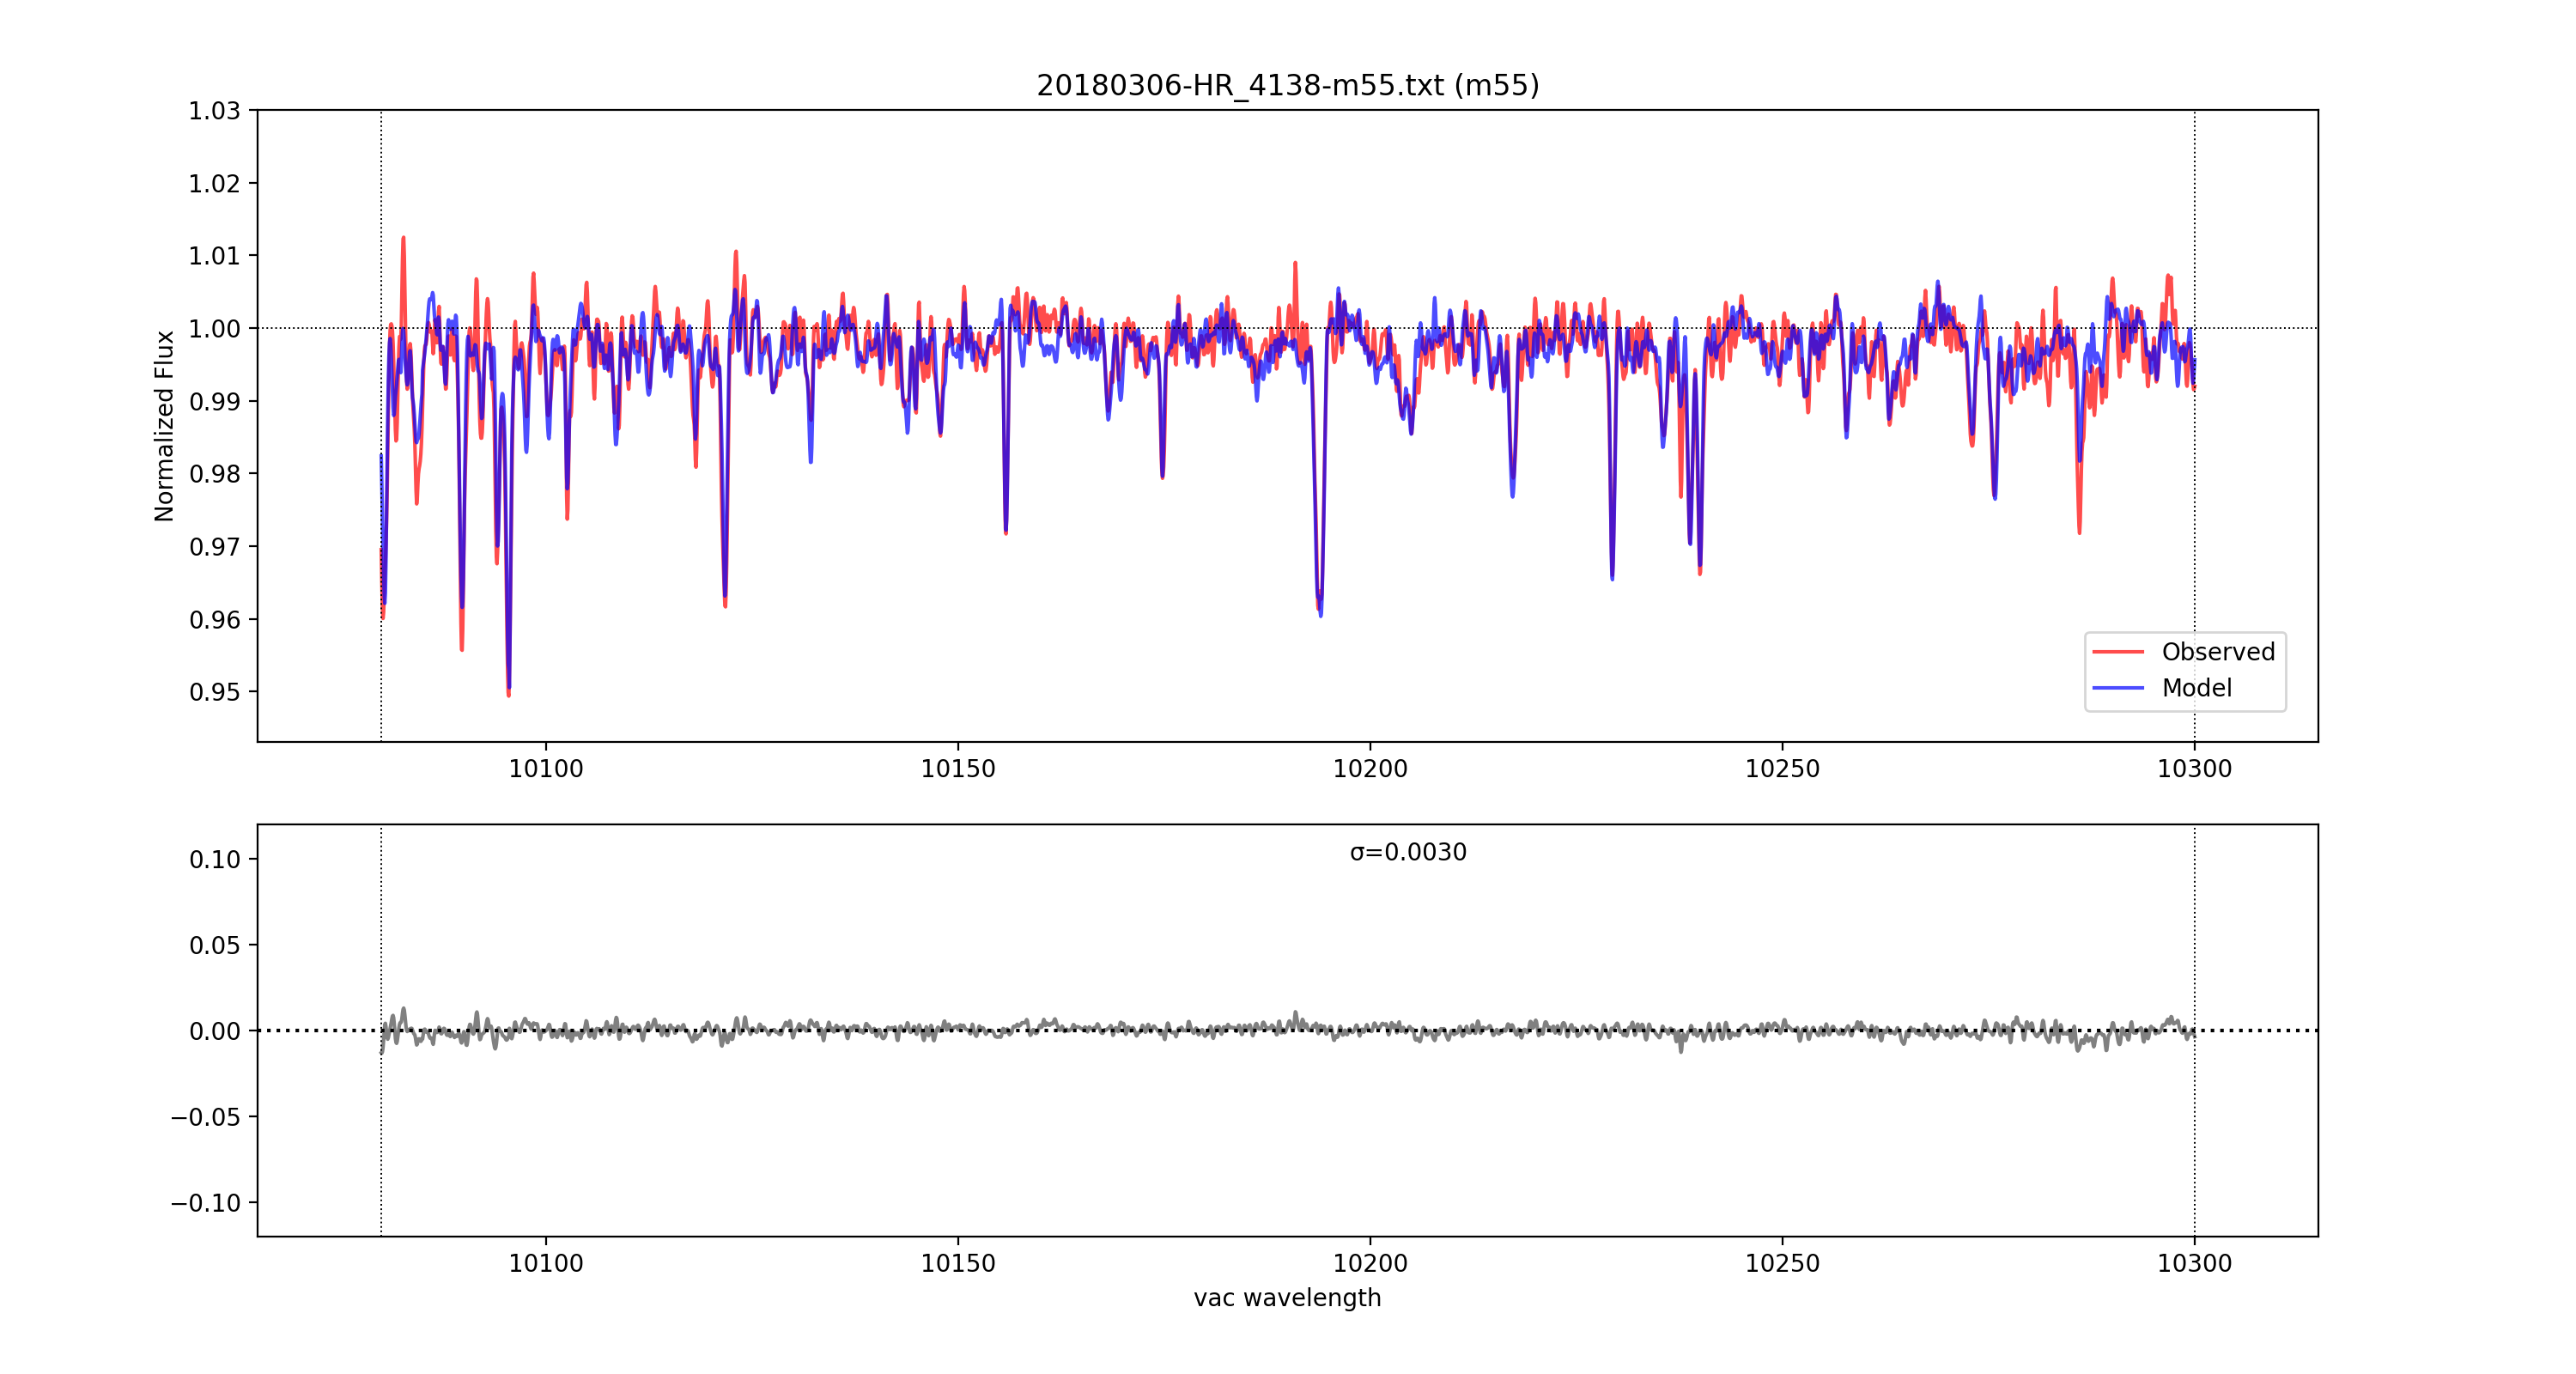 20180306-HR_4138-m55.txt (m55)
1.03
1.02
1.01
1.00
0.99
0.98
0.97
0.96
0.95
Normalized Flux
Observed
Model
10100 10150 10200 10250 10300
σ=0.0030
0.10
0.05
0.00
−0.05
−0.10
10100 10150 10200 10250 10300
vac wavelength